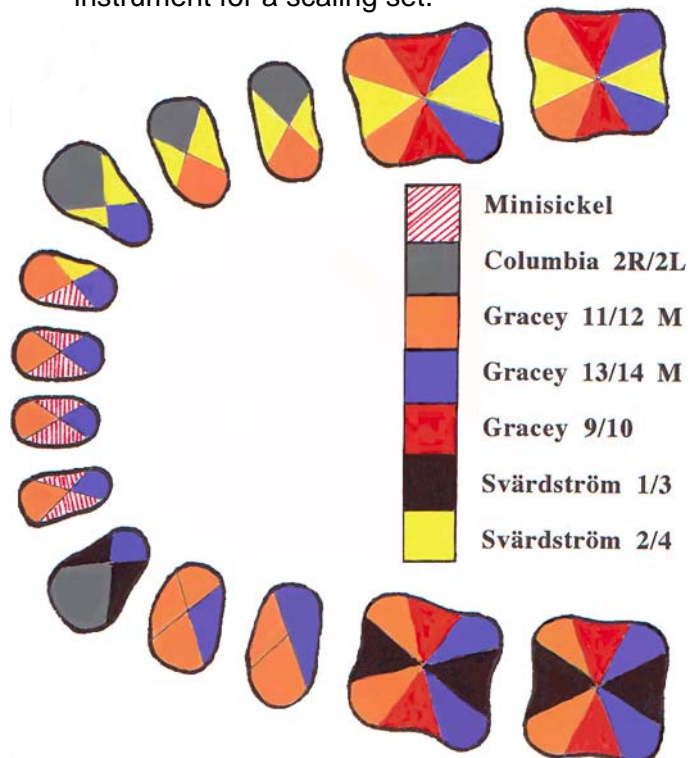 instrument for a scaling set.
Minisickel
Columbia 2R/2L
Gracey 11/12 M
Gracey 13/14 M
Gracey 9/10
Svärdström 1/3
Svärdström 2/4